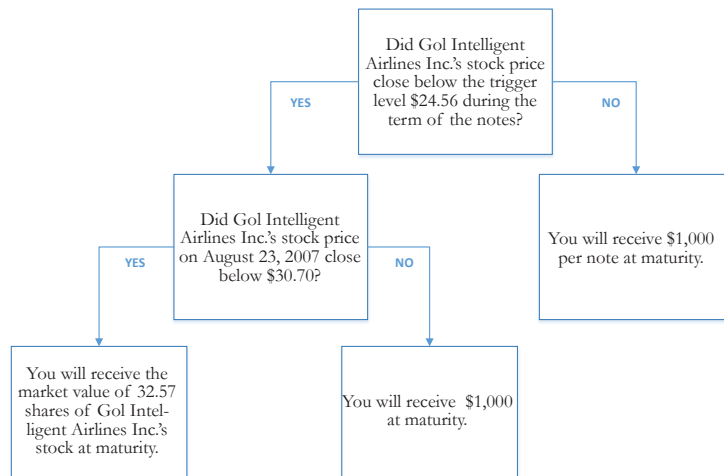 Did Gol Intelligent
Airlines Inc.'s stock price
close below the trigger
level $24.56 during the
term of the notes?
YES
NO
Did Gol Intelligent
Airlines Inc.'s stock price
on August 23, 2007 close
below $30.70?
You will receive $1,000
per note at maturity.
YES
NO
You will receive the
market value of 32.57
shares of Gol Intel-
ligent Airlines Inc.'s
stock at maturity.
You will receive $1,000
at maturity.